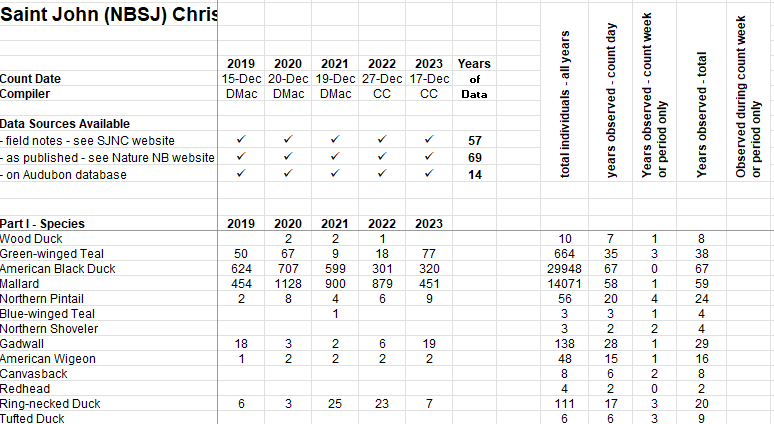 Saint John (NBSJ) Chris
2019 2020 2021 2022 2023 Years
Count Date 15-Dec 20-Dec 19-Dec 27-Dec 17-Dec of
Compiler DMac DMac DMac CC CC Data
total individuals - all years
years observed - count day
Years observed - count week
or period only
Years observed - total
Observed during count week
or period only
Data Sources Available
- field notes - see SJNC website ✓ ✓ ✓ ✓ ✓ 57
- as published - see Nature NB website ✓ ✓ ✓ ✓ ✓ 69
- on Audubon database ✓ ✓ ✓ ✓ ✓ 14
Part I - Species 2019 2020 2021 2022 2023
Wood Duck 2 2 1 10 7 1 8
Green-winged Teal 50 67 9 18 77 664 35 3 38
American Black Duck 624 707 599 301 320 29948 67 0 67
Mallard 454 1128 900 879 451 14071 58 1 59
Northern Pintail 2 8 4 6 9 56 20 4 24
Blue-winged Teal 1 3 3 1 4
Northern Shoveler 3 2 2 4
Gadwall 18 3 2 6 19 138 28 1 29
American Wigeon 1 2 2 2 2 48 15 1 16
Canvasback 8 6 2 8
Redhead 4 2 0 2
Ring-necked Duck 6 3 25 23 7 111 17 3 20
Tufted Duck 6 6 3 9